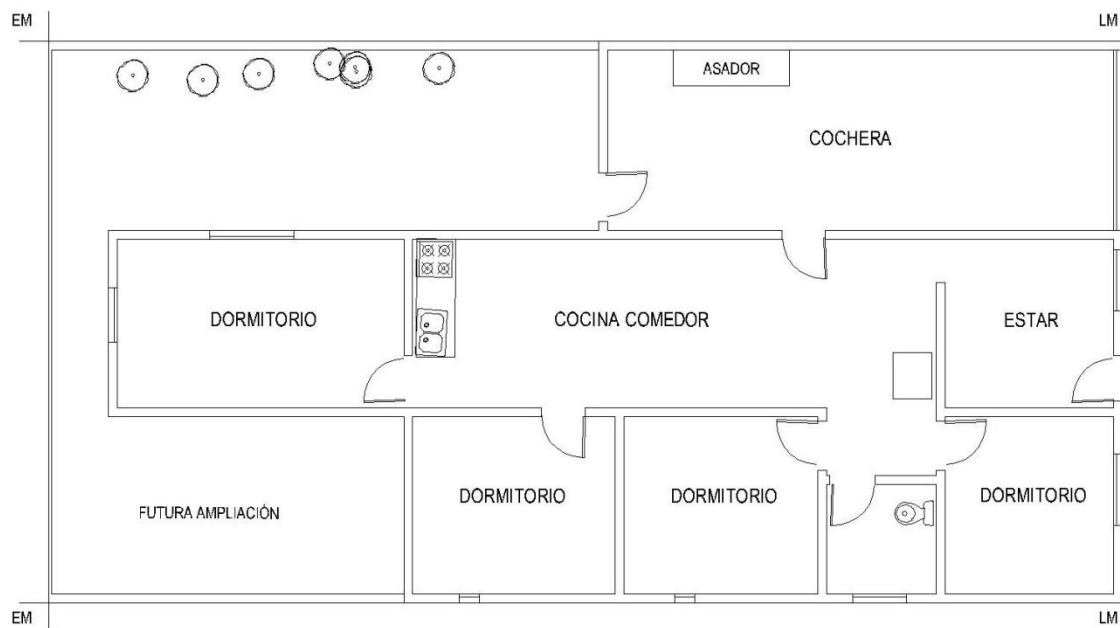 EM
LM
ASADOR
COCHERA
DORMITORIO
COCINA COMEDOR
ESTAR
DORMITORIO
DORMITORIO
DORMITORIO
FUTURA AMPLIACIÓN
EM
LM